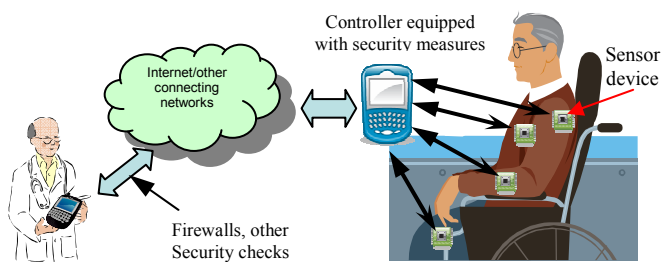 Controller equipped
with security measures
Sensor
device
Internet/other
connecting
networks
Firewalls, other
Security checks